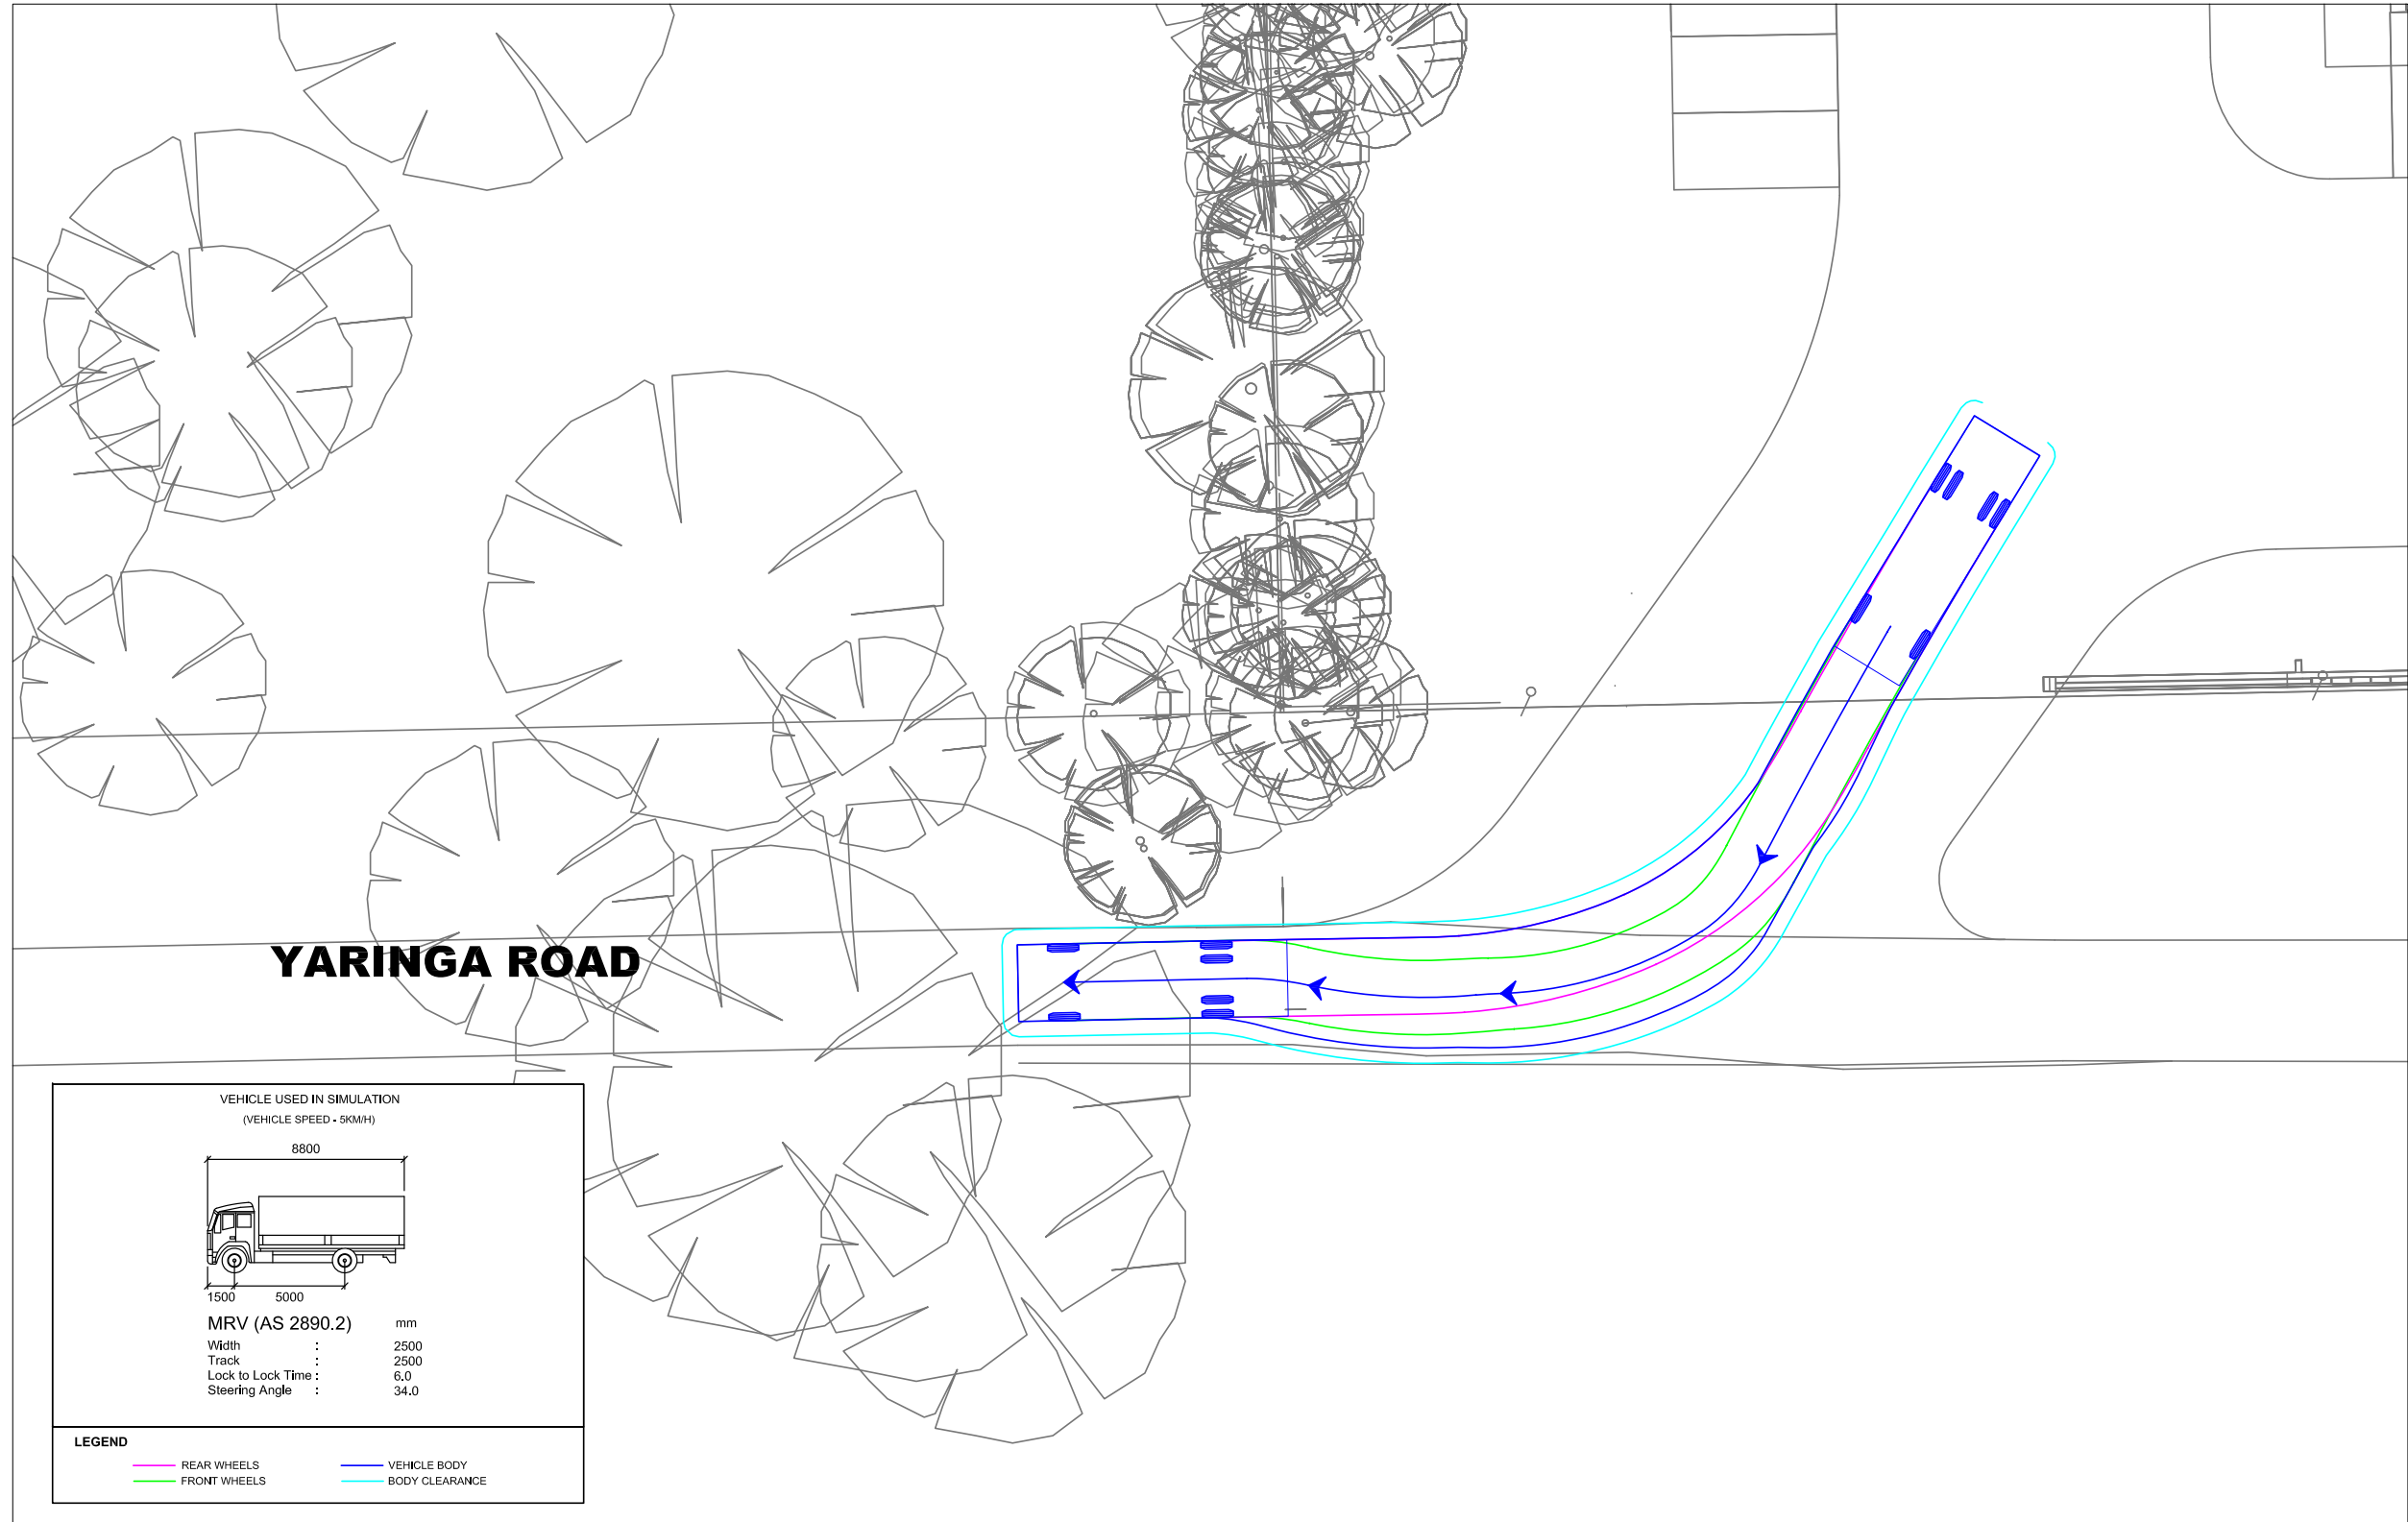 YARINGA ROAD
VEHICLE USED IN SIMULATION
(VEHICLE SPEED - 5KM/H)
8800
1500 5000
MRV (AS 2890.2) mm
Width : 2500
Track : 2500
Lock to Lock Time : 6.0
Steering Angle : 34.0
LEGEND
REAR WHEELS VEHICLE BODY
FRONT WHEELS BODY CLEARANCE